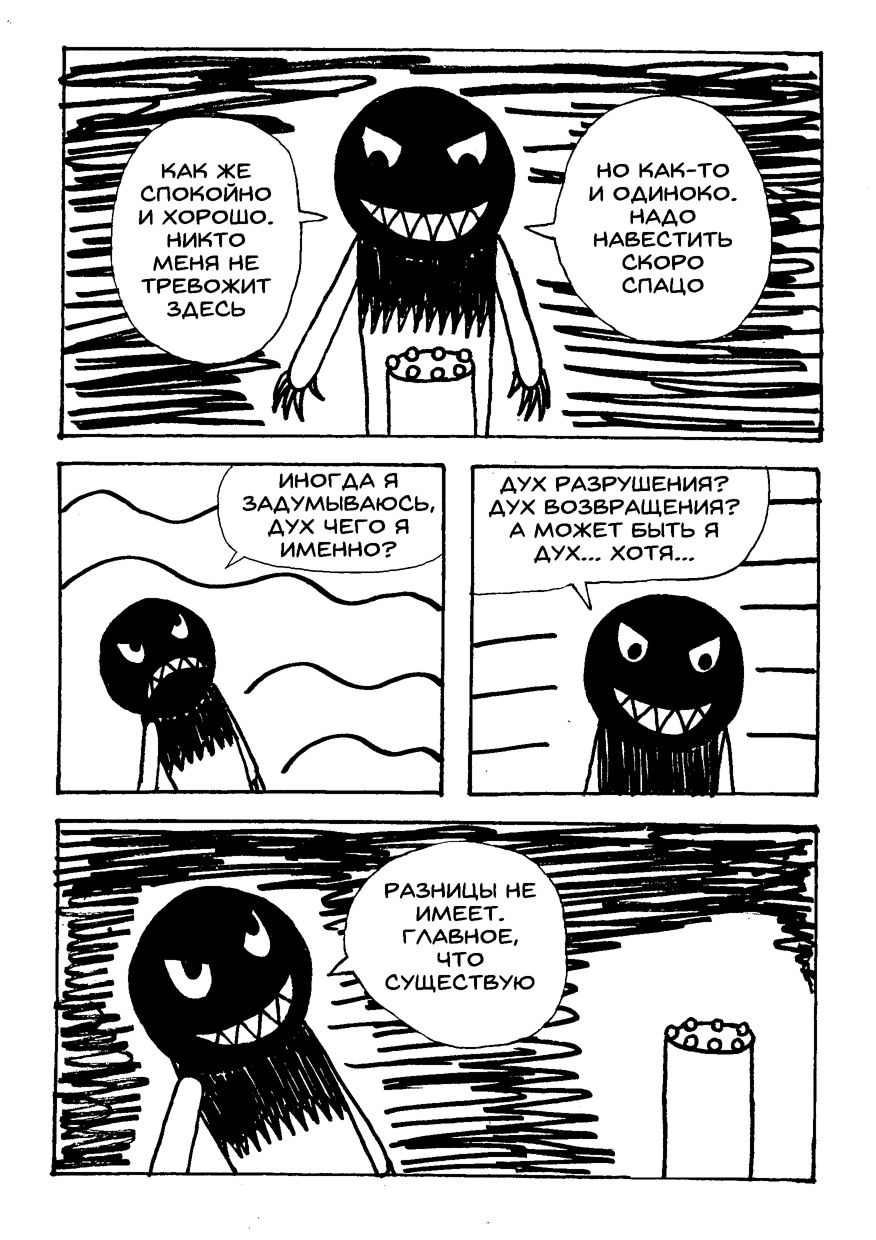 КАК ЖЕ
СПОКОЙНО
И ХОРОШО.
НИКТО
МЕНЯ НЕ
ТРЕВОЖИТ
ЗДЕСЬ
НО КАК-ТО
И ОДИНОКО.
НАДО
НАВЕСТИТЬ
СКОРО
СПАЦО
ИНОГДА Я
ЗАДУМЫВАЮСЬ,
ДУХ ЧЕГО Я
ИМЕННО?
ДУХ РАЗРУШЕНИЯ?
ДУХ ВОЗВРАЩЕНИЯ?
А МОЖЕТ БЫТЬ Я
ДУХ... ХОТЯ...
РАЗНИЦЫ НЕ
ИМЕЕТ.
ГЛАВНОЕ,
ЧТО
СУЩЕСТВУЮ